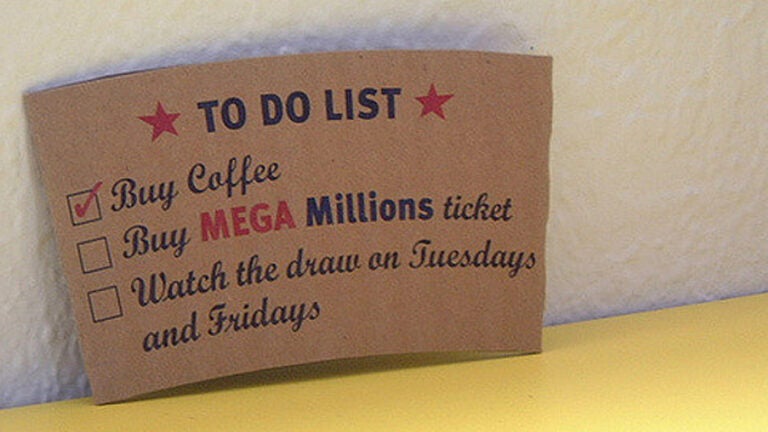 TO DO LIST
Buy Coffee
Buy MEGA Millions ticket
Watch the draw on Tuesdays
and Fridays